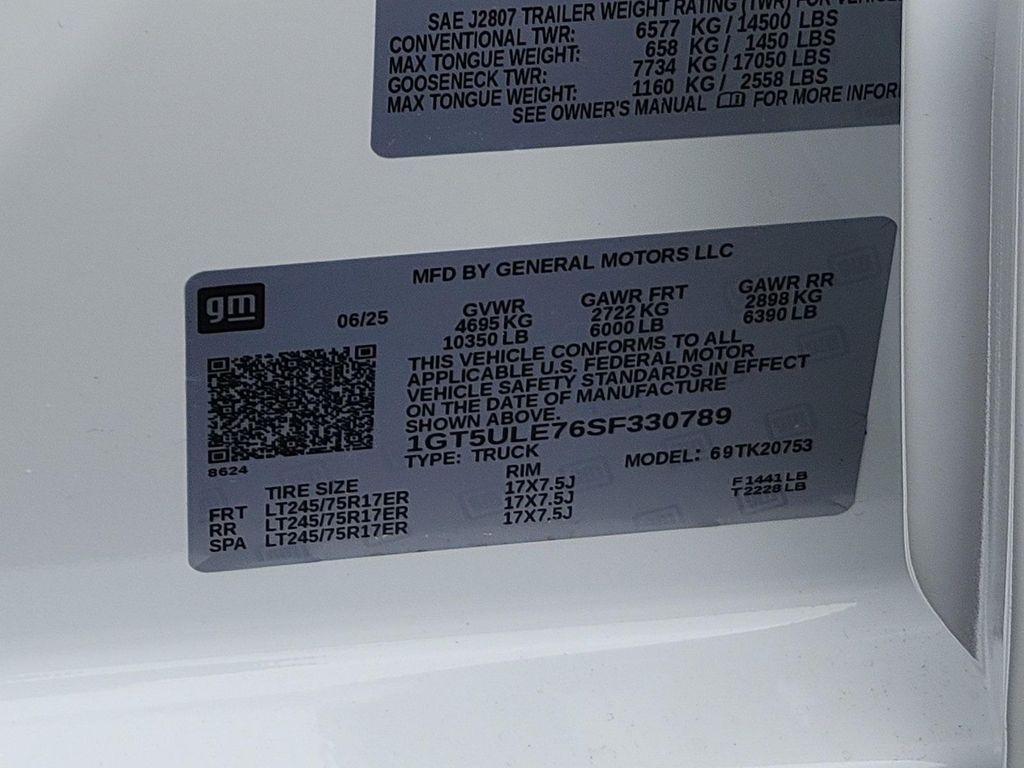 SAE J2807 TRAILER WEIGHT RATING (TWR) FOR
CONVENTIONAL TWR: 6577 KG / 14500 LBS
MAX TONGUE WEIGHT: 658 KG / 1450 LBS
GOOSENECK TWR: 7734 KG / 17050 LBS
MAX TONGUE WEIGHT: 1160 KG / 2558 LBS
SEE OWNER'S MANUAL FOR MORE INFOR
MFD BY GENERAL MOTORS LLC
gm
06/25
GVWR GAWR FRT GAWR RR
4695 KG 2722 KG 2898 KG
10350 LB 6000 LB 6390 LB
THIS VEHICLE CONFORMS TO ALL
APPLICABLE U.S. FEDERAL MOTOR
VEHICLE SAFETY STANDARDS IN EFFECT
ON THE DATE OF MANUFACTURE
SHOWN ABOVE.
1GT5ULE76SF330789
TYPE: TRUCK MODEL: 69TK20753
8624
TIRE SIZE RIM
FRT LT245/75R17ER 17X7.5J F1441 LB
RR LT245/75R17ER 17X7.5J T2228 LB
SPA LT245/75R17ER 17X7.5J